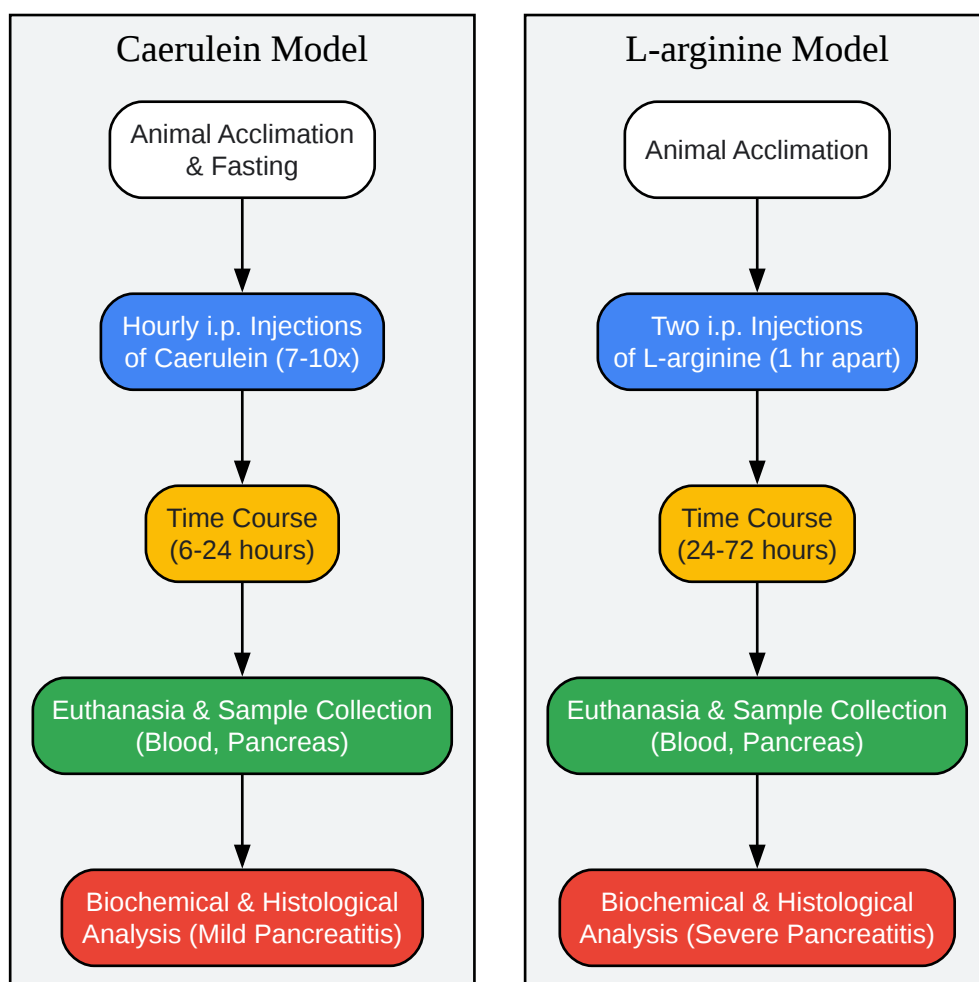 Caerulein Model
Animal Acclimation
& Fasting
Hourly i.p. Injections
of Caerulein (7-10x)
Time Course
(6-24 hours)
Euthanasia & Sample Collection
(Blood, Pancreas)
Biochemical & Histological
Analysis (Mild Pancreatitis)
L-arginine Model
Animal Acclimation
Two i.p. Injections
of L-arginine (1 hr apart)
Time Course
(24-72 hours)
Euthanasia & Sample Collection
(Blood, Pancreas)
Biochemical & Histological
Analysis (Severe Pancreatitis)